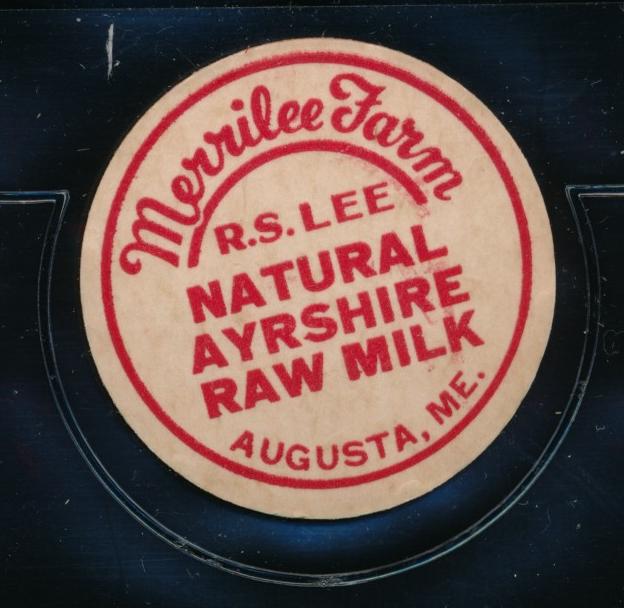 Merrilee Farm
R.S. LEE
NATURAL
AYRSHIRE
RAW MILK
AUGUSTA, ME.